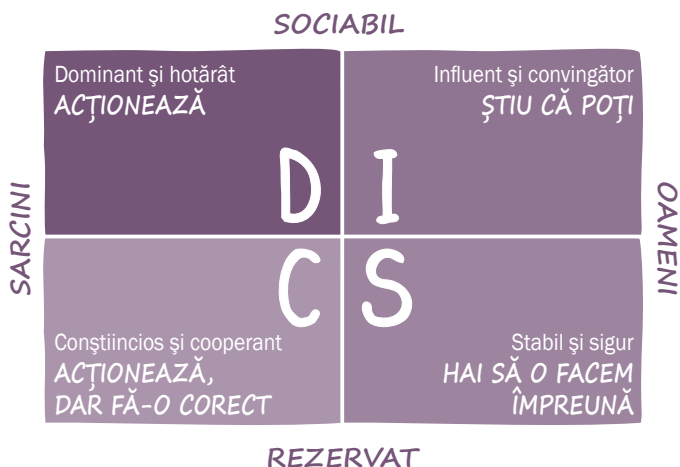 SOCIABIL
Dominant şi hotărât
ACȚIONEAZĂ
Influent şi convingător
ȘTIU CĂ POȚI
D I
SARCINI
OAMENI
C S
Conştiincios şi cooperant
ACȚIONEAZĂ,
DAR FĂ-O CORECT
Stabil şi sigur
HAI SĂ O FACEM
ÎMPREUNĂ
REZERVAT